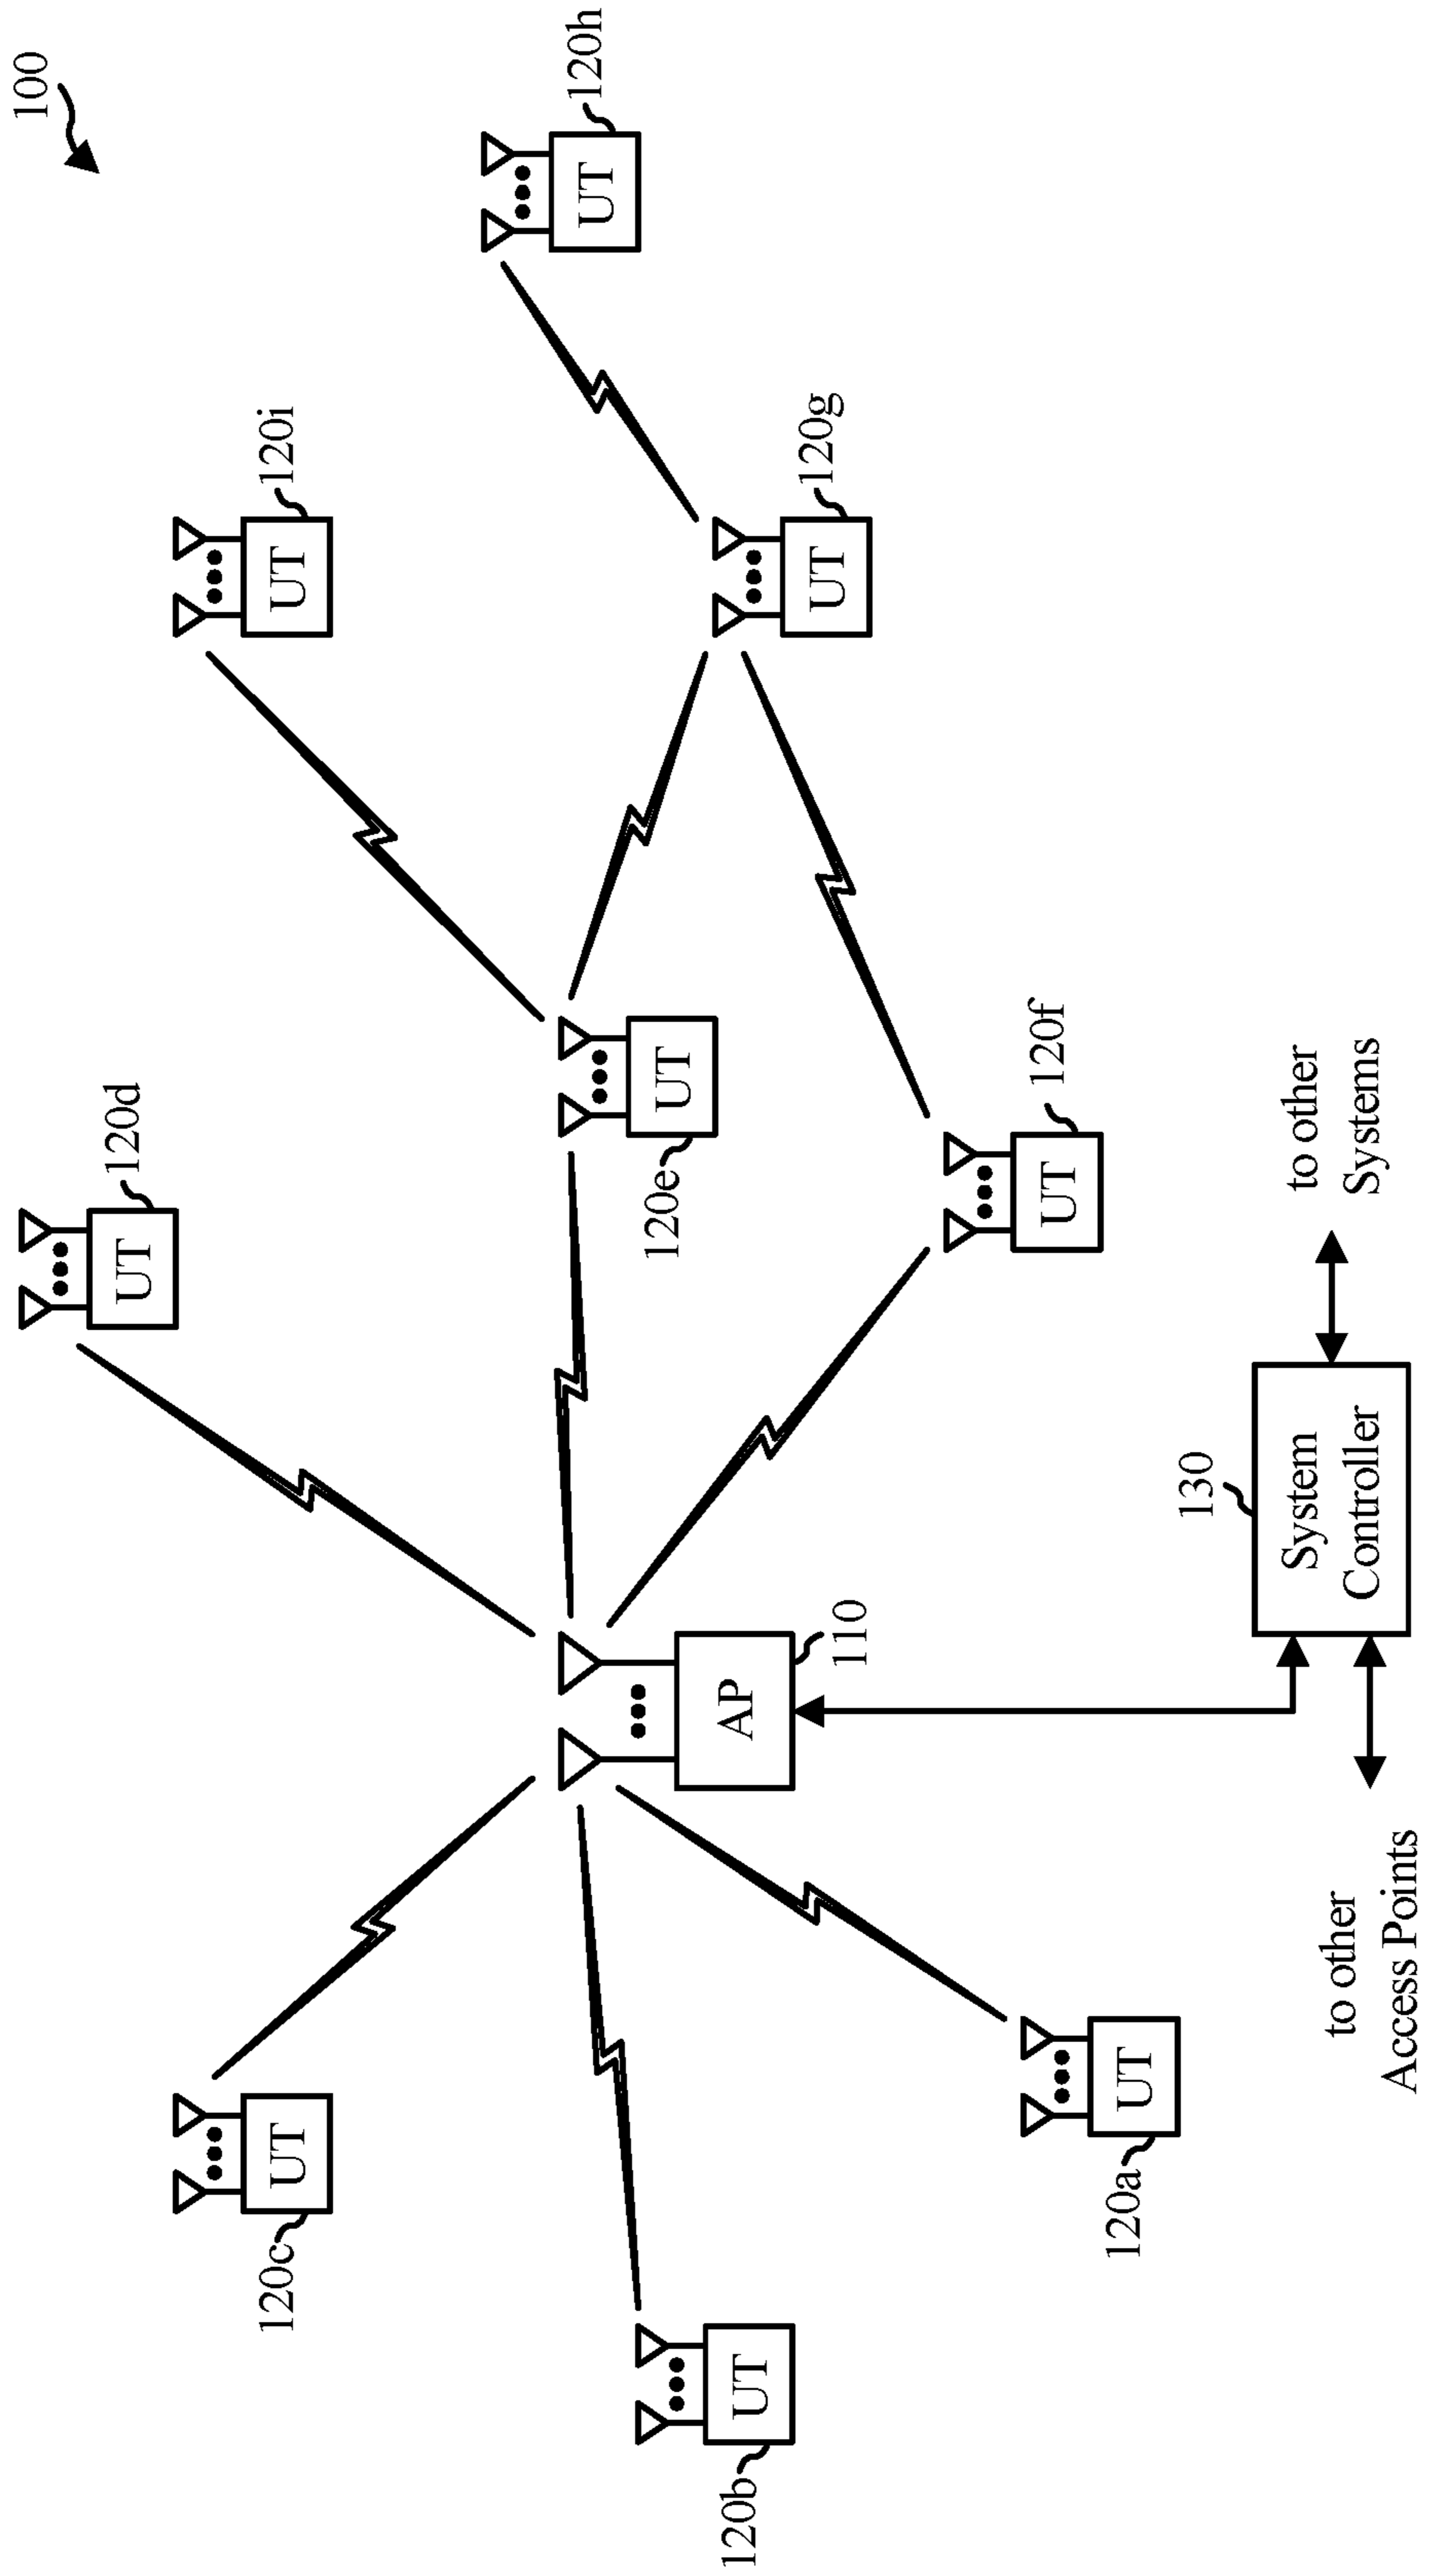 100
UT
120d
UT
120i
UT
120c
UT
120h
UT
120e
UT
120g
AP
110
UT
120b
UT
120f
UT
120a
130
System
Controller
to other
Systems
to other
Access Points